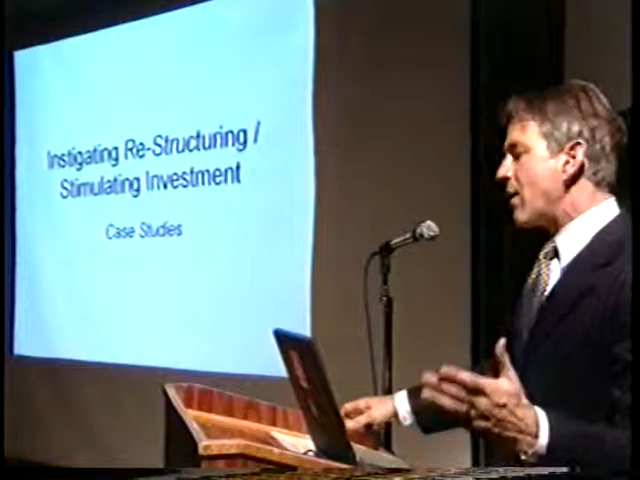 Instigating Re-Structuring /
Stimulating Investment
Case Studies